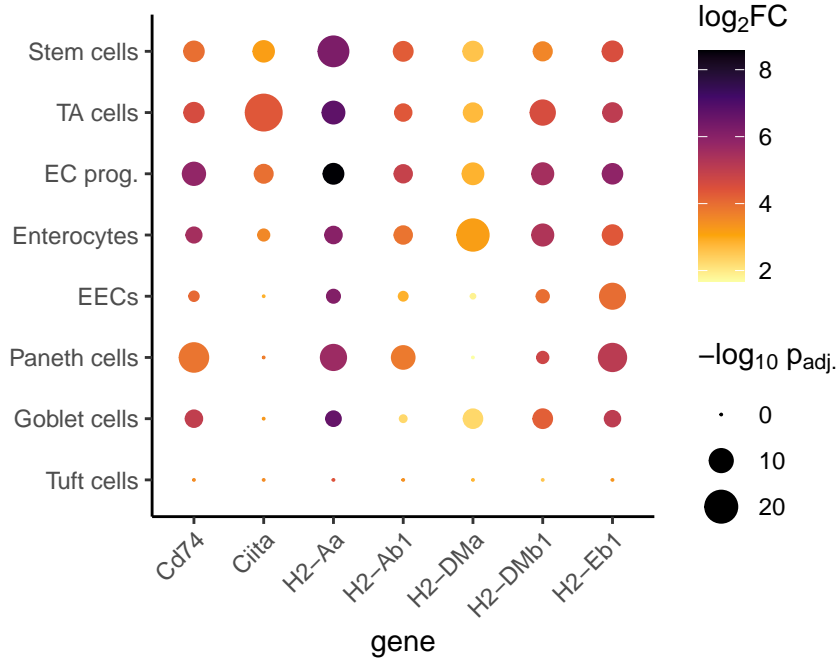 Stem cells
TA cells
EC prog.
Enterocytes
EECs
Paneth cells
Goblet cells
Tuft cells
Cd74
Ciita
H2−Aa
H2−Ab1
H2−DMa
H2−DMb1
H2−Eb1
gene
log₂FC
8
6
4
2
−log₁₀ p_adj.
0
10
20